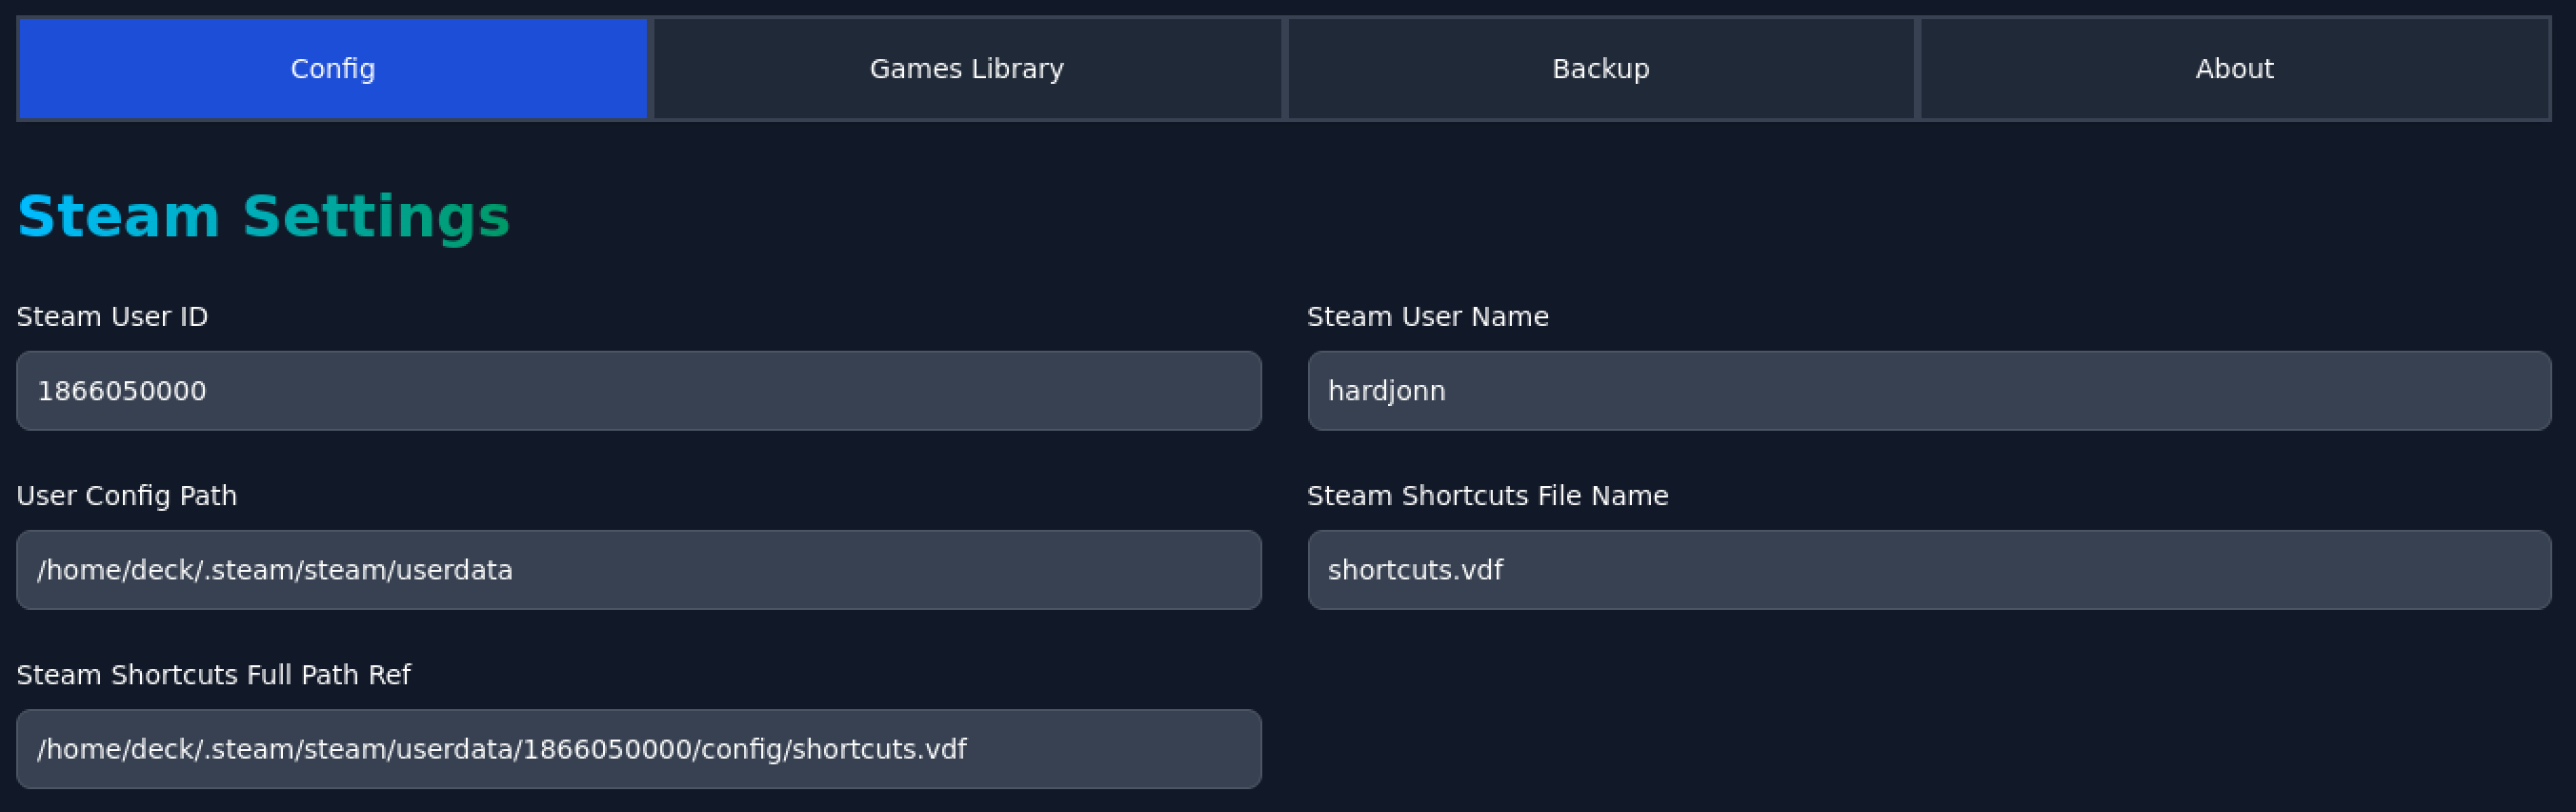 Config
Games Library
Backup
About
Steam Settings
Steam User ID
Steam User Name
1866050000
hardjonn
User Config Path
Steam Shortcuts File Name
/home/deck/.steam/steam/userdata
shortcuts.vdf
Steam Shortcuts Full Path Ref
/home/deck/.steam/steam/userdata/1866050000/config/shortcuts.vdf